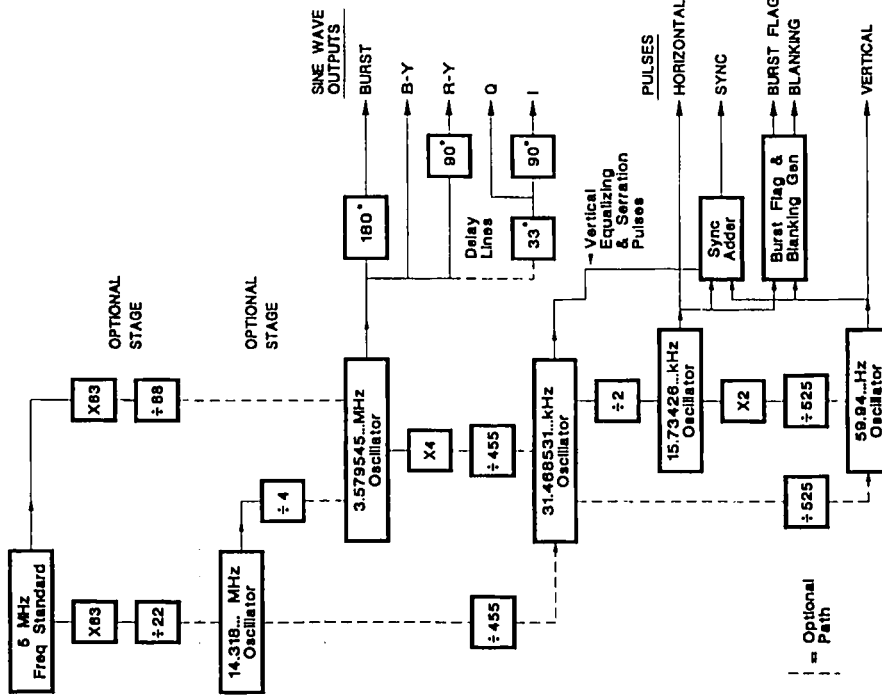 5 MHz
Freq Standard
X63
÷22
X63
÷88
OPTIONAL
STAGE
14.318... MHz
Oscillator
÷4
OPTIONAL
STAGE
3.579545...MHz
Oscillator
X4
÷455
÷455
31.468531...kHz
Oscillator
÷2
15.73426...kHz
Oscillator
X2
÷525
÷525
59.94...Hz
Oscillator
SINE WAVE
OUTPUTS
180°
BURST
B-Y
90°
R-Y
Q
Delay
Lines
33°
90°
I
Vertical
Equalizing
& Serration
Pulses
PULSES
HORIZONTAL
Sync
Adder
SYNC
Burst Flag &
Blanking Gen
BURST FLAG
BLANKING
VERTICAL
---- = Optional
Path